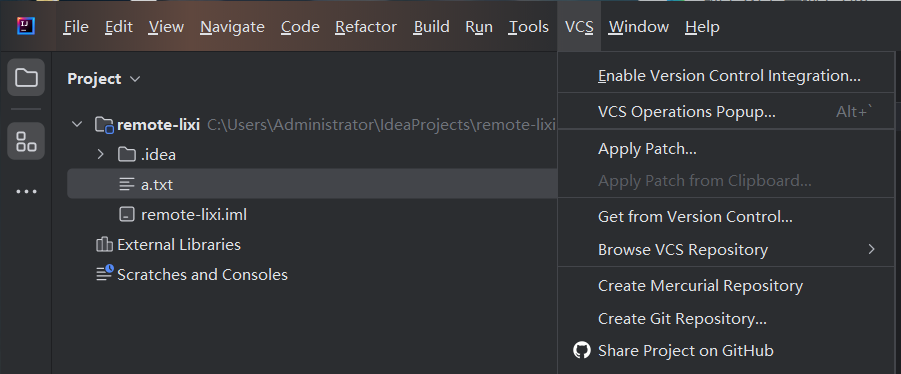 IJ
File Edit View Navigate Code Refactor Build Run Tools VCS Window Help
Project
remote-lixi C:\Users\Administrator\IdeaProjects\remote-lixi
.idea
a.txt
remote-lixi.iml
External Libraries
Scratches and Consoles
Enable Version Control Integration...
VCS Operations Popup... Alt+`
Apply Patch...
Apply Patch from Clipboard...
Get from Version Control...
Browse VCS Repository
Create Mercurial Repository
Create Git Repository...
Share Project on GitHub